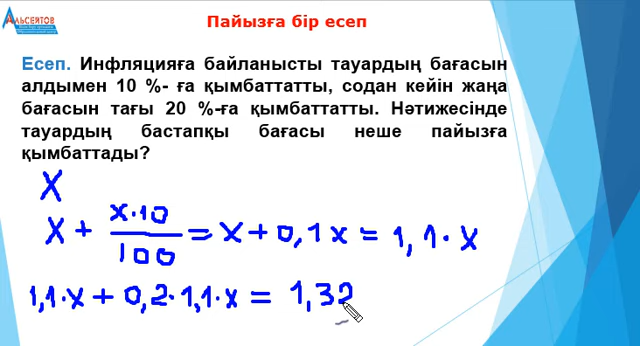 АЛЬСЕЙТОВ
Пайызға бір есеп
Есеп. Инфляцияға байланысты тауардың бағасын
алдымен 10 %- ға қымбаттатты, содан кейін жаңа
бағасын тағы 20 %-ға қымбаттатты. Нәтижесінде
тауардың бастапқы бағасы неше пайызға
қымбаттады?
X
X + x·10/100 = x + 0,1x = 1,1·x
1,1·x + 0,2·1,1·x = 1,32